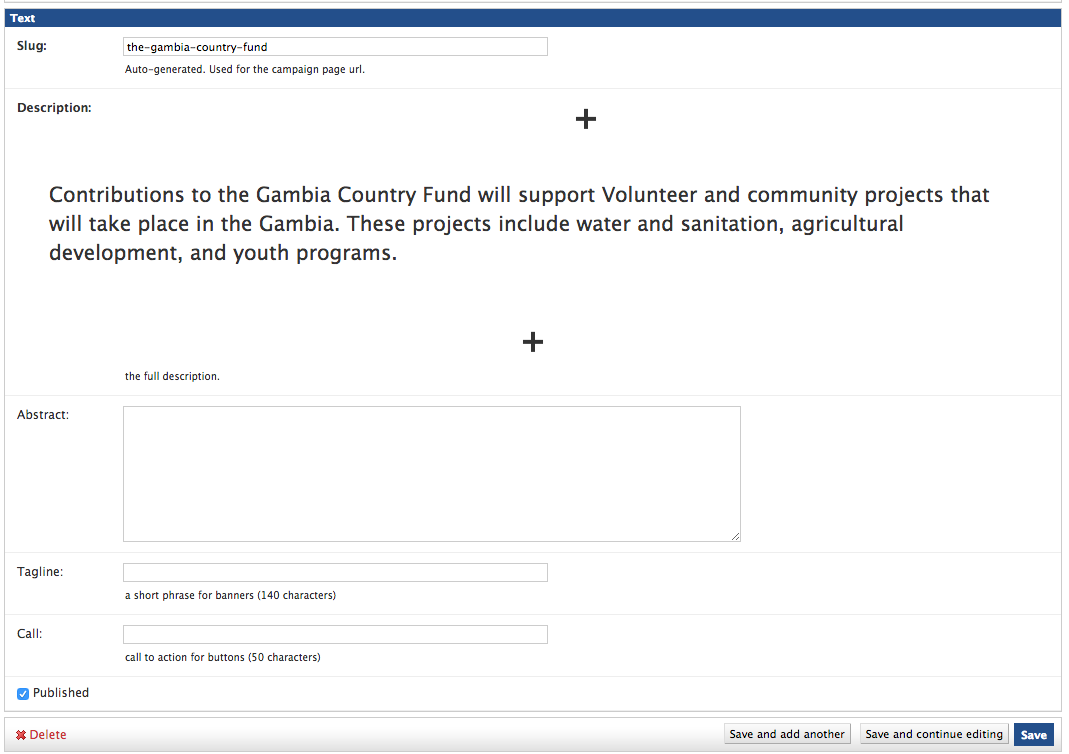 Text
Slug:
the-gambia-country-fund
Auto-generated. Used for the campaign page url.
Description:
Contributions to the Gambia Country Fund will support Volunteer and community projects that
will take place in the Gambia. These projects include water and sanitation, agricultural
development, and youth programs.
the full description.
Abstract:
Tagline:
a short phrase for banners (140 characters)
Call:
call to action for buttons (50 characters)
Published
Delete
Save and add another
Save and continue editing
Save